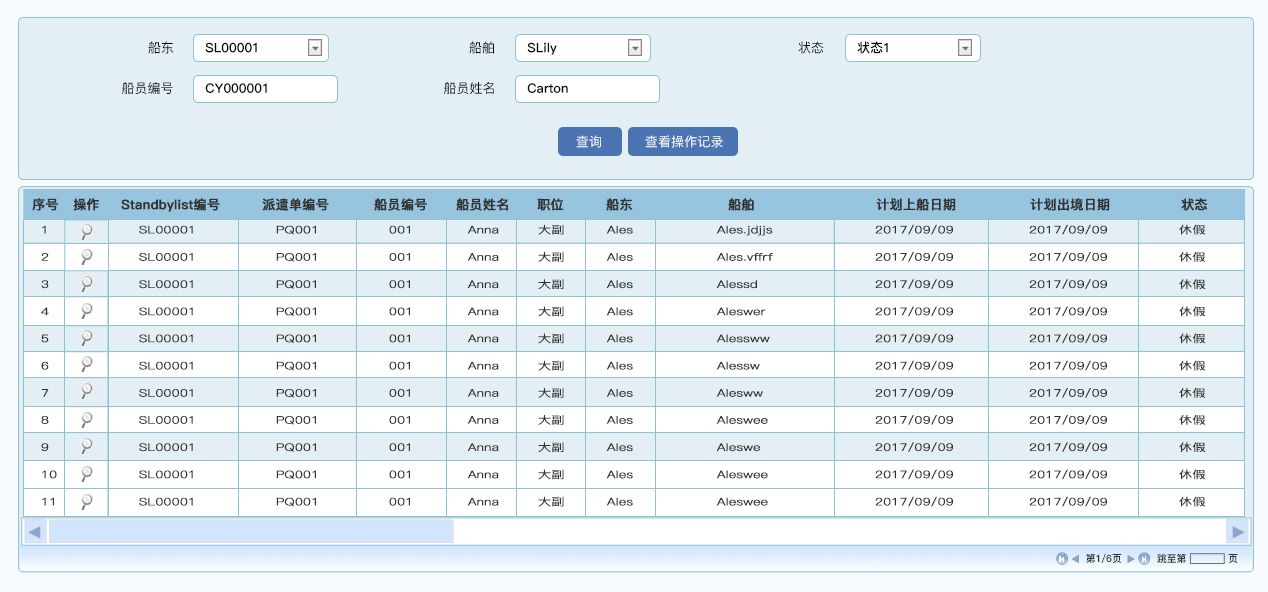 船东 SL00001 船舶 SLily 状态 状态1
船员编号 CY000001 船员姓名 Carton
查询 查看操作记录
序号 操作 Standbylist编号 派遣单编号 船员编号 船员姓名 职位 船东 船舶 计划上船日期 计划出境日期 状态
1 SL00001 PQ001 001 Anna 大副 Ales Ales.jdjjs 2017/09/09 2017/09/09 休假
2 SL00001 PQ001 001 Anna 大副 Ales Ales.vffrf 2017/09/09 2017/09/09 休假
3 SL00001 PQ001 001 Anna 大副 Ales Alessd 2017/09/09 2017/09/09 休假
4 SL00001 PQ001 001 Anna 大副 Ales Aleswer 2017/09/09 2017/09/09 休假
5 SL00001 PQ001 001 Anna 大副 Ales Alessww 2017/09/09 2017/09/09 休假
6 SL00001 PQ001 001 Anna 大副 Ales Alessw 2017/09/09 2017/09/09 休假
7 SL00001 PQ001 001 Anna 大副 Ales Alesww 2017/09/09 2017/09/09 休假
8 SL00001 PQ001 001 Anna 大副 Ales Aleswee 2017/09/09 2017/09/09 休假
9 SL00001 PQ001 001 Anna 大副 Ales Aleswe 2017/09/09 2017/09/09 休假
10 SL00001 PQ001 001 Anna 大副 Ales Aleswee 2017/09/09 2017/09/09 休假
11 SL00001 PQ001 001 Anna 大副 Ales Aleswee 2017/09/09 2017/09/09 休假
第1/6页 跳至第 页